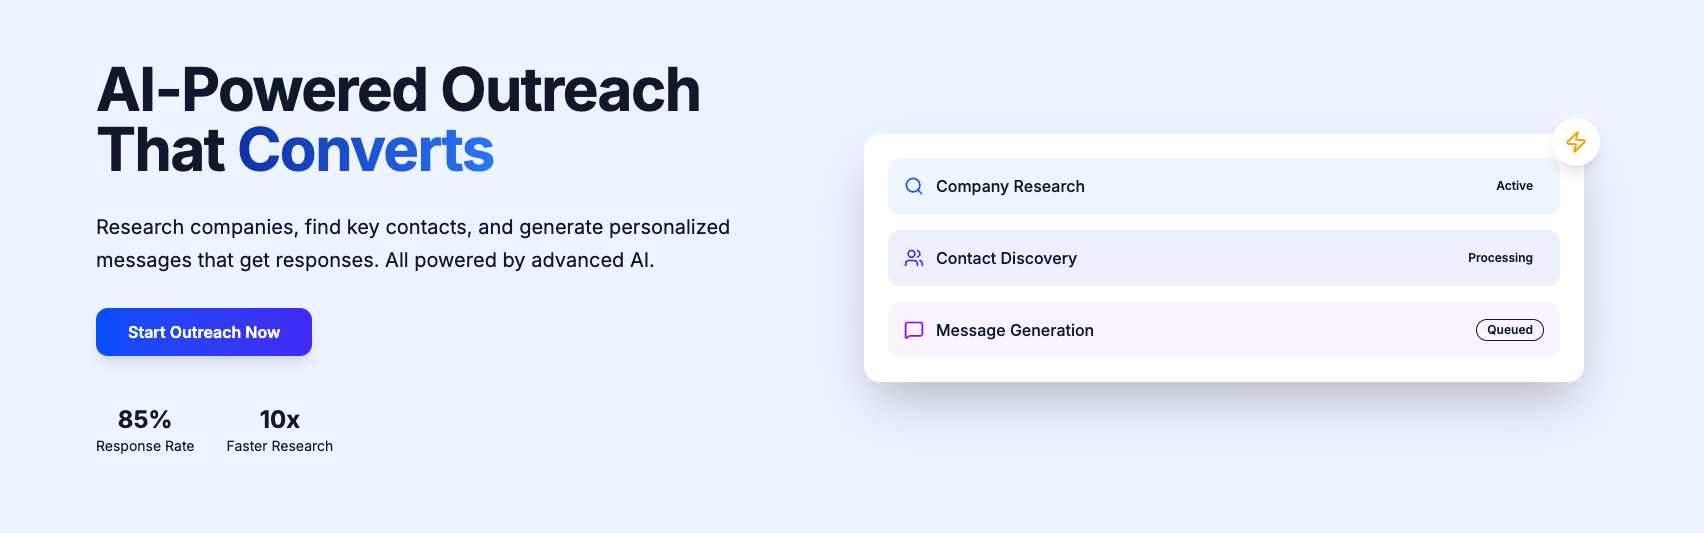 AI-Powered Outreach
That Converts
Research companies, find key contacts, and generate personalized
messages that get responses. All powered by advanced AI.
Start Outreach Now
85%
Response Rate
10x
Faster Research
Company Research
Active
Contact Discovery
Processing
Message Generation
Queued